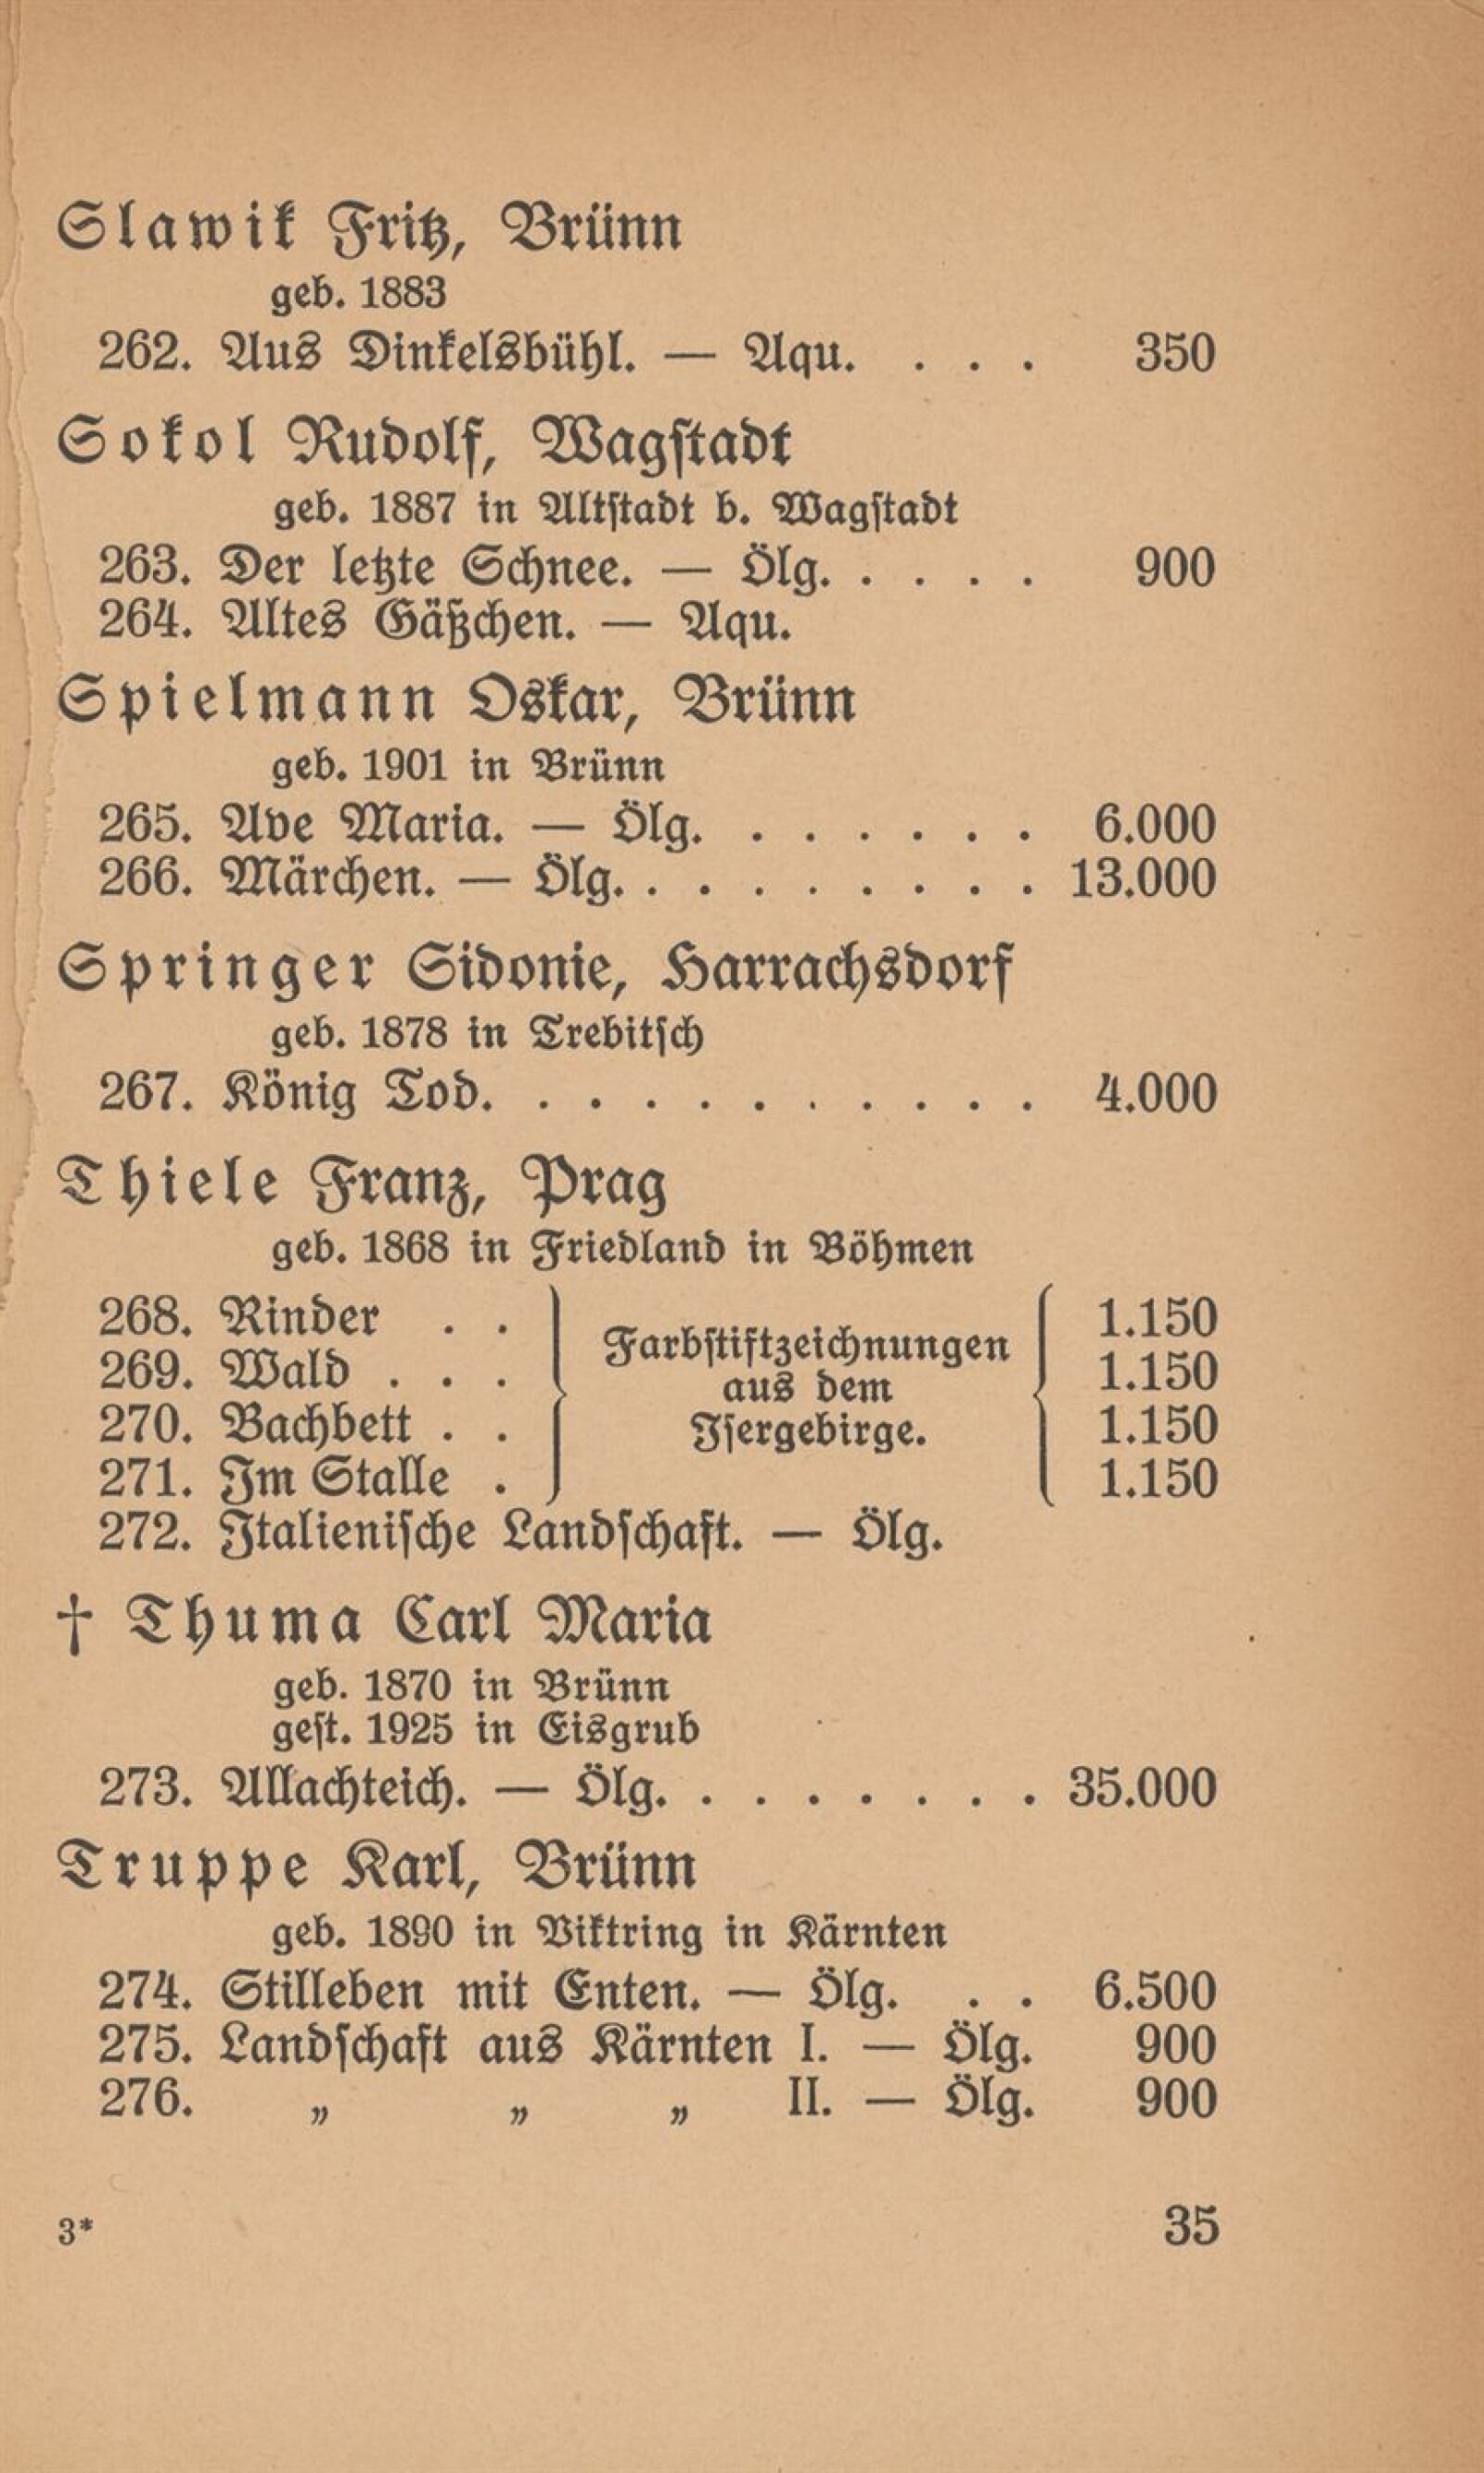 Slawik Fritz, Brünn
geb. 1883
262. Aus Dinkelsbühl. — Aqu. . . . 350
Sokol Rudolf, Wagstadt
geb. 1887 in Altstadt b. Wagstadt
263. Der letzte Schnee. — Ölg. . . . . 900
264. Altes Gäßchen. — Aqu.
Spielmann Oskar, Brünn
geb. 1901 in Brünn
265. Ave Maria. — Ölg. . . . . . . 6.000
266. Märchen. — Ölg. . . . . . . . . 13.000
Springer Sidonie, Harrachsdorf
geb. 1878 in Trebitsch
267. König Tod. . . . . . . . . . . 4.000
Thiele Franz, Prag
geb. 1868 in Friedland in Böhmen
268. Rinder . . 1.150
Farbstiftzeichnungen
269. Wald . . . 1.150
aus dem
270. Bachbett . . 1.150
Isergebirge.
271. Im Stalle . 1.150
272. Italienische Landschaft. — Ölg.
† Thuma Carl Maria
geb. 1870 in Brünn
gest. 1925 in Eisgrub
273. Allachteich. — Ölg. . . . . . . . 35.000
Truppe Karl, Brünn
geb. 1890 in Viktring in Kärnten
274. Stilleben mit Enten. — Ölg. . . 6.500
275. Landschaft aus Kärnten I. — Ölg. 900
276. „ „ „ II. — Ölg. 900
3* 35